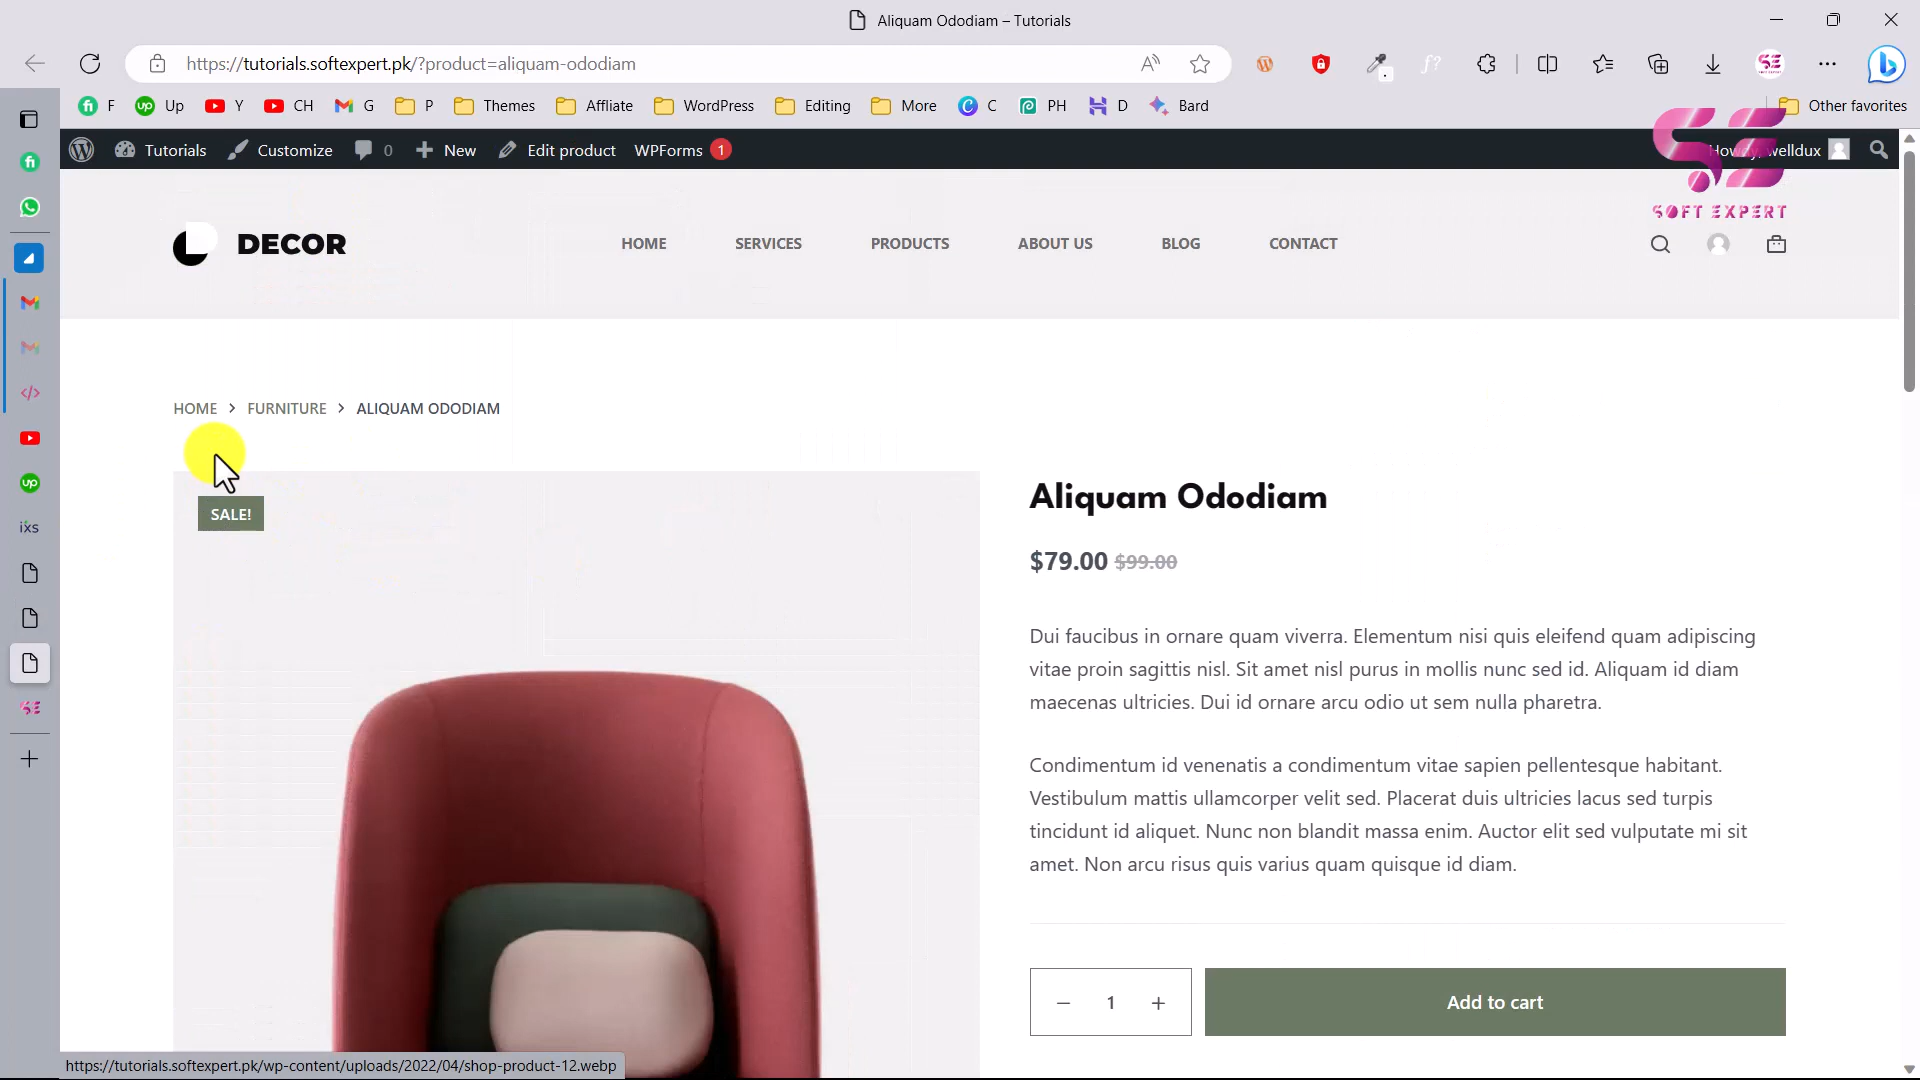 Aliquam Ododiam – Tutorials
https://tutorials.softexpert.pk/?product=aliquam-ododiam
F Up Y CH G P Themes Affliate WordPress Editing More C PH D Bard Other favorites
Tutorials Customize 0 New Edit product WPForms 1 Howdy, welldux
SOFT EXPERT
DECOR HOME SERVICES PRODUCTS ABOUT US BLOG CONTACT
HOME > FURNITURE > ALIQUAM ODODIAM
SALE!
Aliquam Ododiam
$79.00 $99.00
Dui faucibus in ornare quam viverra. Elementum nisi quis eleifend quam adipiscing
vitae proin sagittis nisl. Sit amet nisl purus in mollis nunc sed id. Aliquam id diam
maecenas ultricies. Dui id ornare arcu odio ut sem nulla pharetra.
Condimentum id venenatis a condimentum vitae sapien pellentesque habitant.
Vestibulum mattis ullamcorper velit sed. Placerat duis ultricies lacus sed turpis
tincidunt id aliquet. Nunc non blandit massa enim. Auctor elit sed vulputate mi sit
amet. Non arcu risus quis varius quam quisque id diam.
− 1 + Add to cart
https://tutorials.softexpert.pk/wp-content/uploads/2022/04/shop-product-12.webp